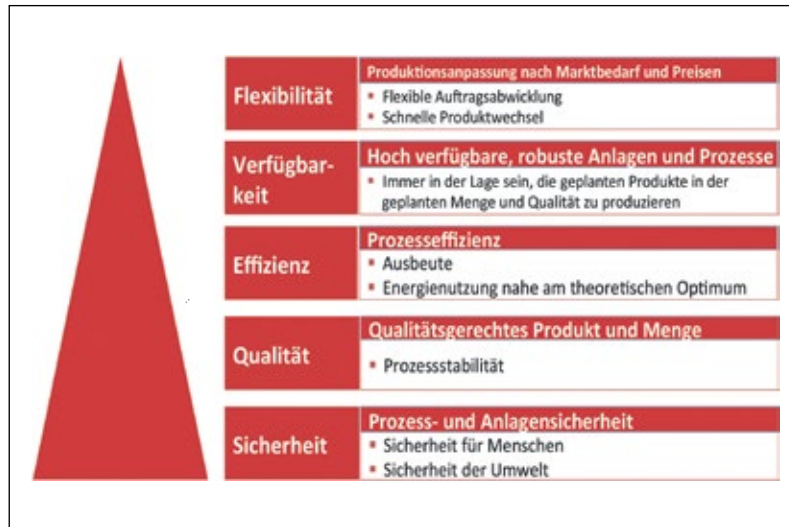 Flexibilität
Produktionsanpassung nach Marktbedarf und Preisen
▪ Flexible Auftragsabwicklung
▪ Schnelle Produktwechsel
Verfügbar-
keit
Hoch verfügbare, robuste Anlagen und Prozesse
▪ Immer in der Lage sein, die geplanten Produkte in der
geplanten Menge und Qualität zu produzieren
Effizienz
Prozesseffizienz
▪ Ausbeute
▪ Energienutzung nahe am theoretischen Optimum
Qualität
Qualitätsgerechtes Produkt und Menge
▪ Prozessstabilität
Sicherheit
Prozess- und Anlagensicherheit
▪ Sicherheit für Menschen
▪ Sicherheit der Umwelt